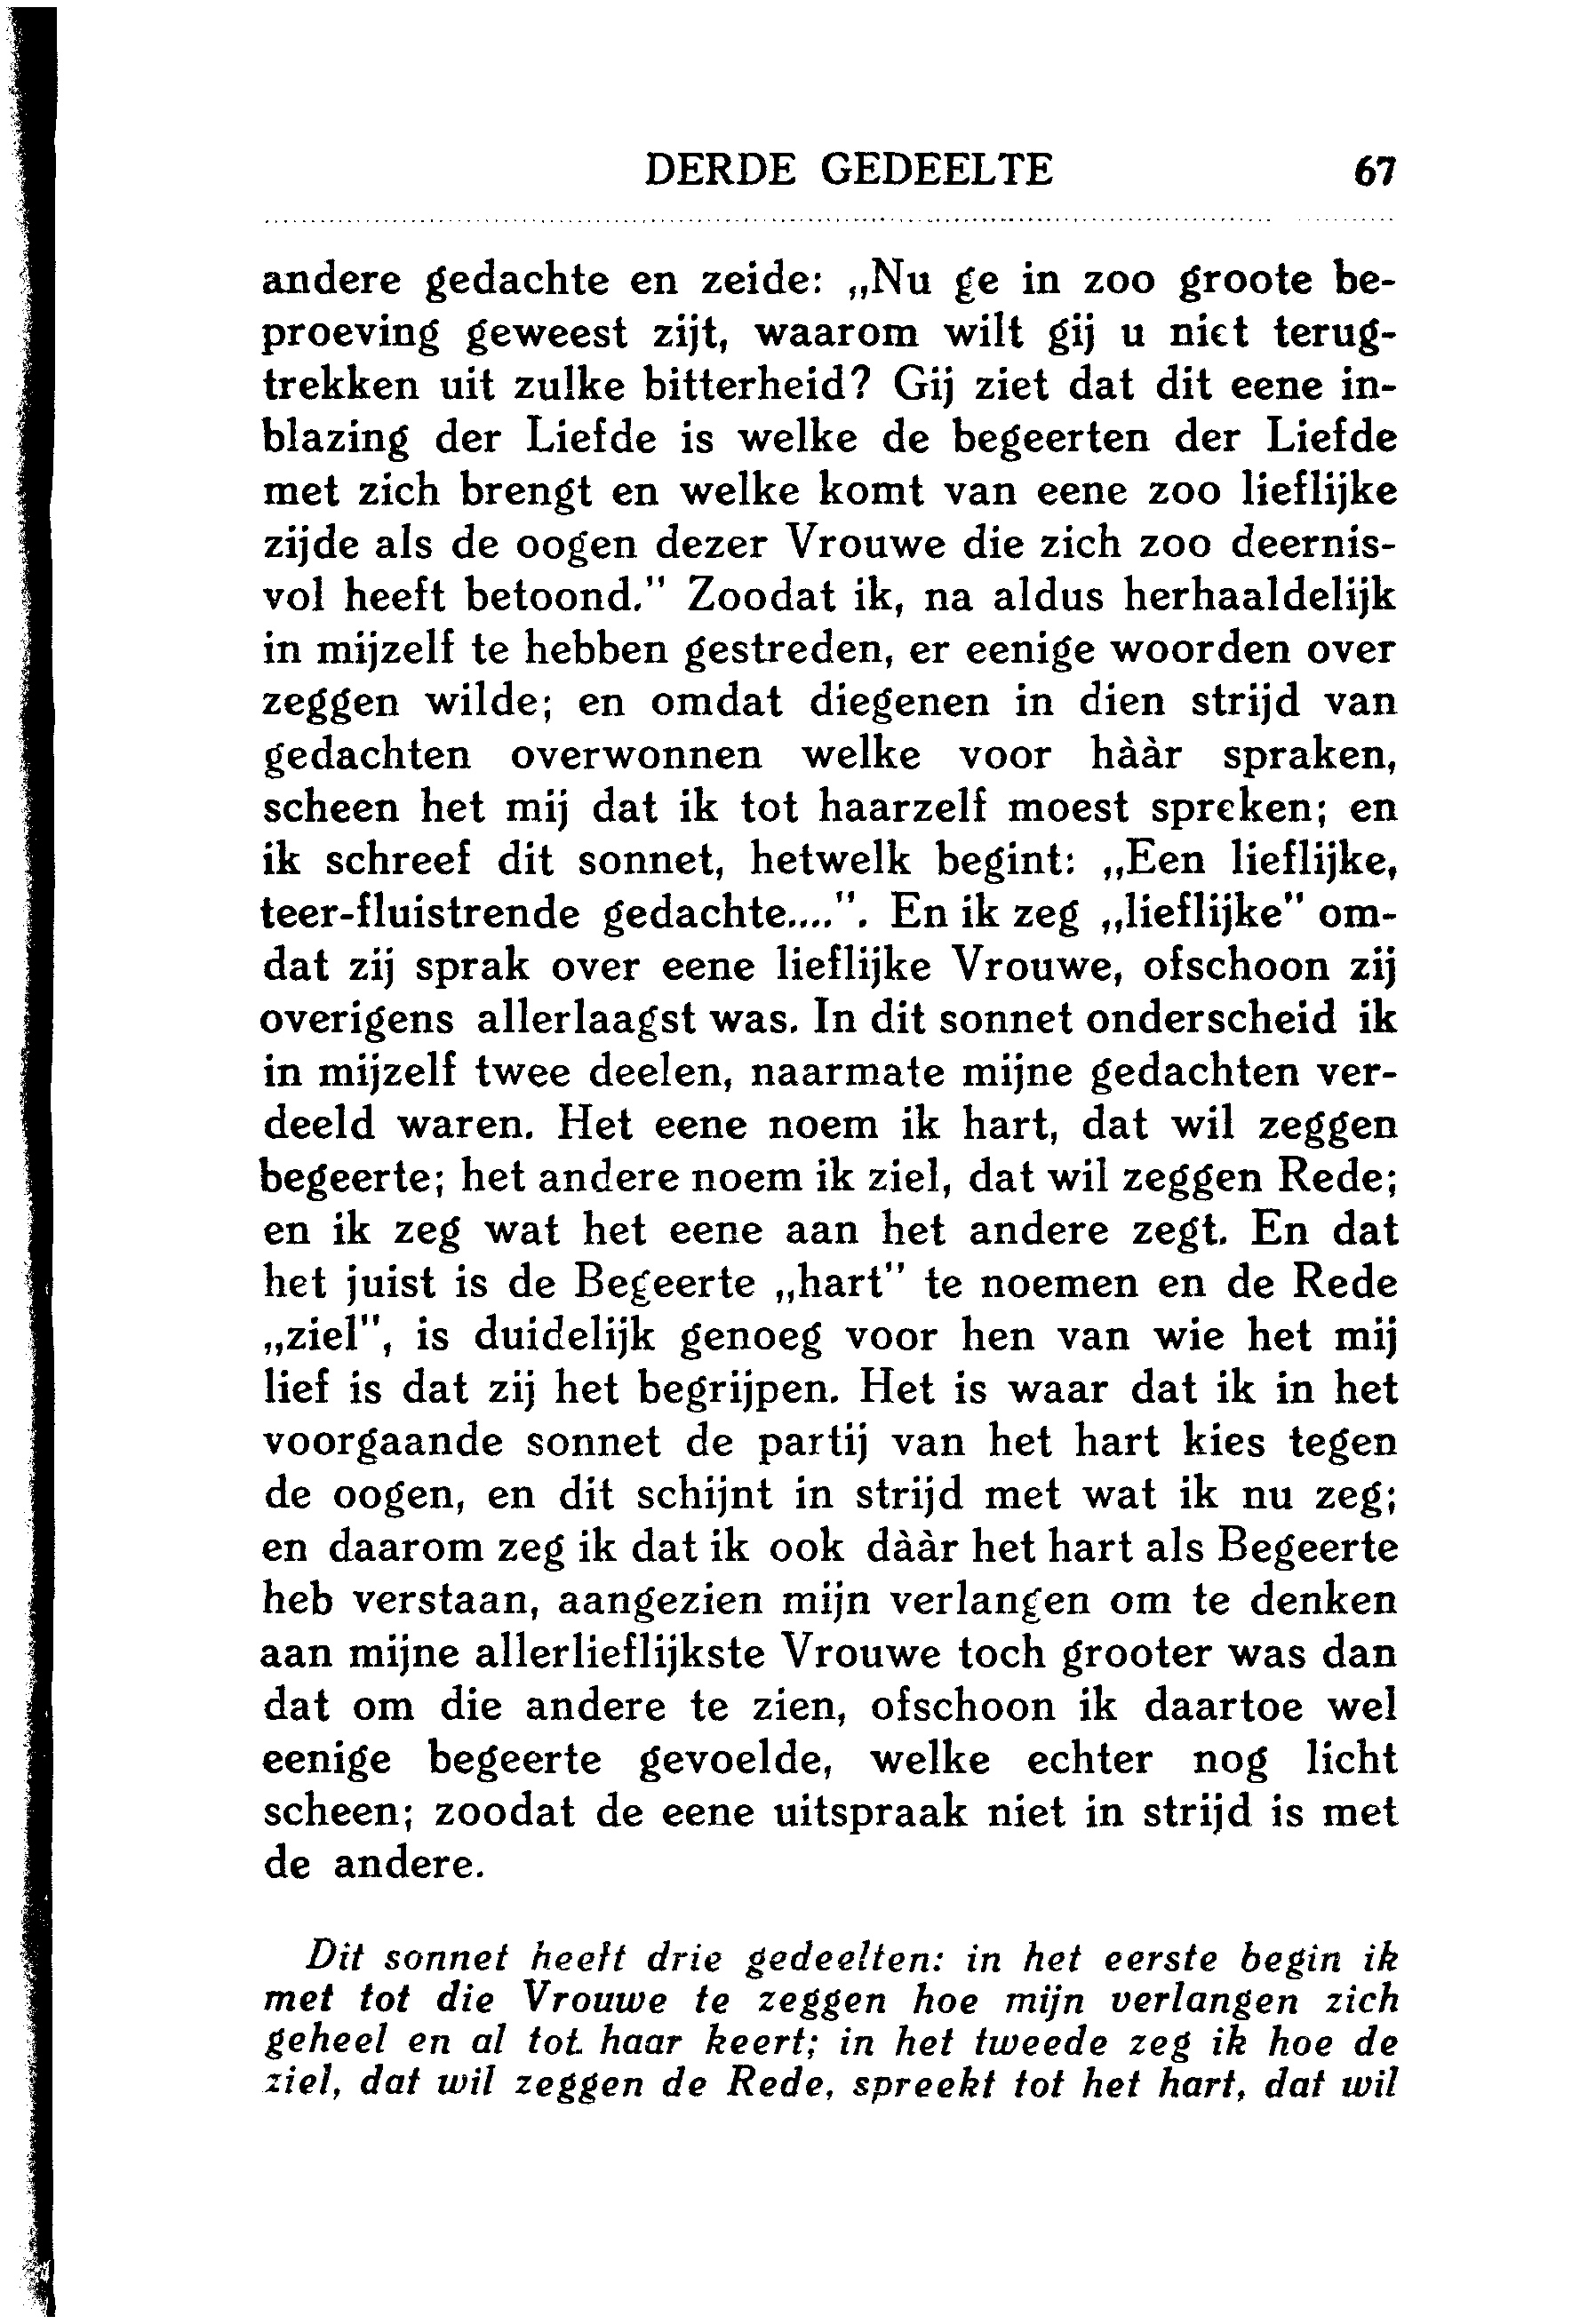 DERDE GEDEELTE 67
andere gedachte en zeide: „Nu ge in zoo groote be-
proeving geweest zijt, waarom wilt gij u niet terug-
trekken uit zulke bitterheid? Gij ziet dat dit eene in-
blazing der Liefde is welke de begeerten der Liefde
met zich brengt en welke komt van eene zoo lieflijke
zijde als de oogen dezer Vrouwe die zich zoo deernis-
vol heeft betoond." Zoodat ik, na aldus herhaaldelijk
in mijzelf te hebben gestreden, er eenige woorden over
zeggen wilde; en omdat diegenen in dien strijd van
gedachten overwonnen welke voor hààr spraken,
scheen het mij dat ik tot haarzelf moest spreken; en
ik schreef dit sonnet, hetwelk begint: „Een lieflijke,
teer-fluistrende gedachte....". En ik zeg „lieflijke" om-
dat zij sprak over eene lieflijke Vrouwe, ofschoon zij
overigens allerlaagst was. In dit sonnet onderscheid ik
in mijzelf twee deelen, naarmate mijne gedachten ver-
deeld waren. Het eene noem ik hart, dat wil zeggen
begeerte; het andere noem ik ziel, dat wil zeggen Rede;
en ik zeg wat het eene aan het andere zegt. En dat
het juist is de Begeerte „hart" te noemen en de Rede
„ziel", is duidelijk genoeg voor hen van wie het mij
lief is dat zij het begrijpen. Het is waar dat ik in het
voorgaande sonnet de partij van het hart kies tegen
de oogen, en dit schijnt in strijd met wat ik nu zeg;
en daarom zeg ik dat ik ook dààr het hart als Begeerte
heb verstaan, aangezien mijn verlangen om te denken
aan mijne allerlieflijkste Vrouwe toch grooter was dan
dat om die andere te zien, ofschoon ik daartoe wel
eenige begeerte gevoelde, welke echter nog licht
scheen; zoodat de eene uitspraak niet in strijd is met
de andere.
Dit sonnet heeft drie gedeelten: in het eerste begin ik
met tot die Vrouwe te zeggen hoe mijn verlangen zich
geheel en al tot haar keert; in het tweede zeg ik hoe de
ziel, dat wil zeggen de Rede, spreekt tot het hart, dat wil